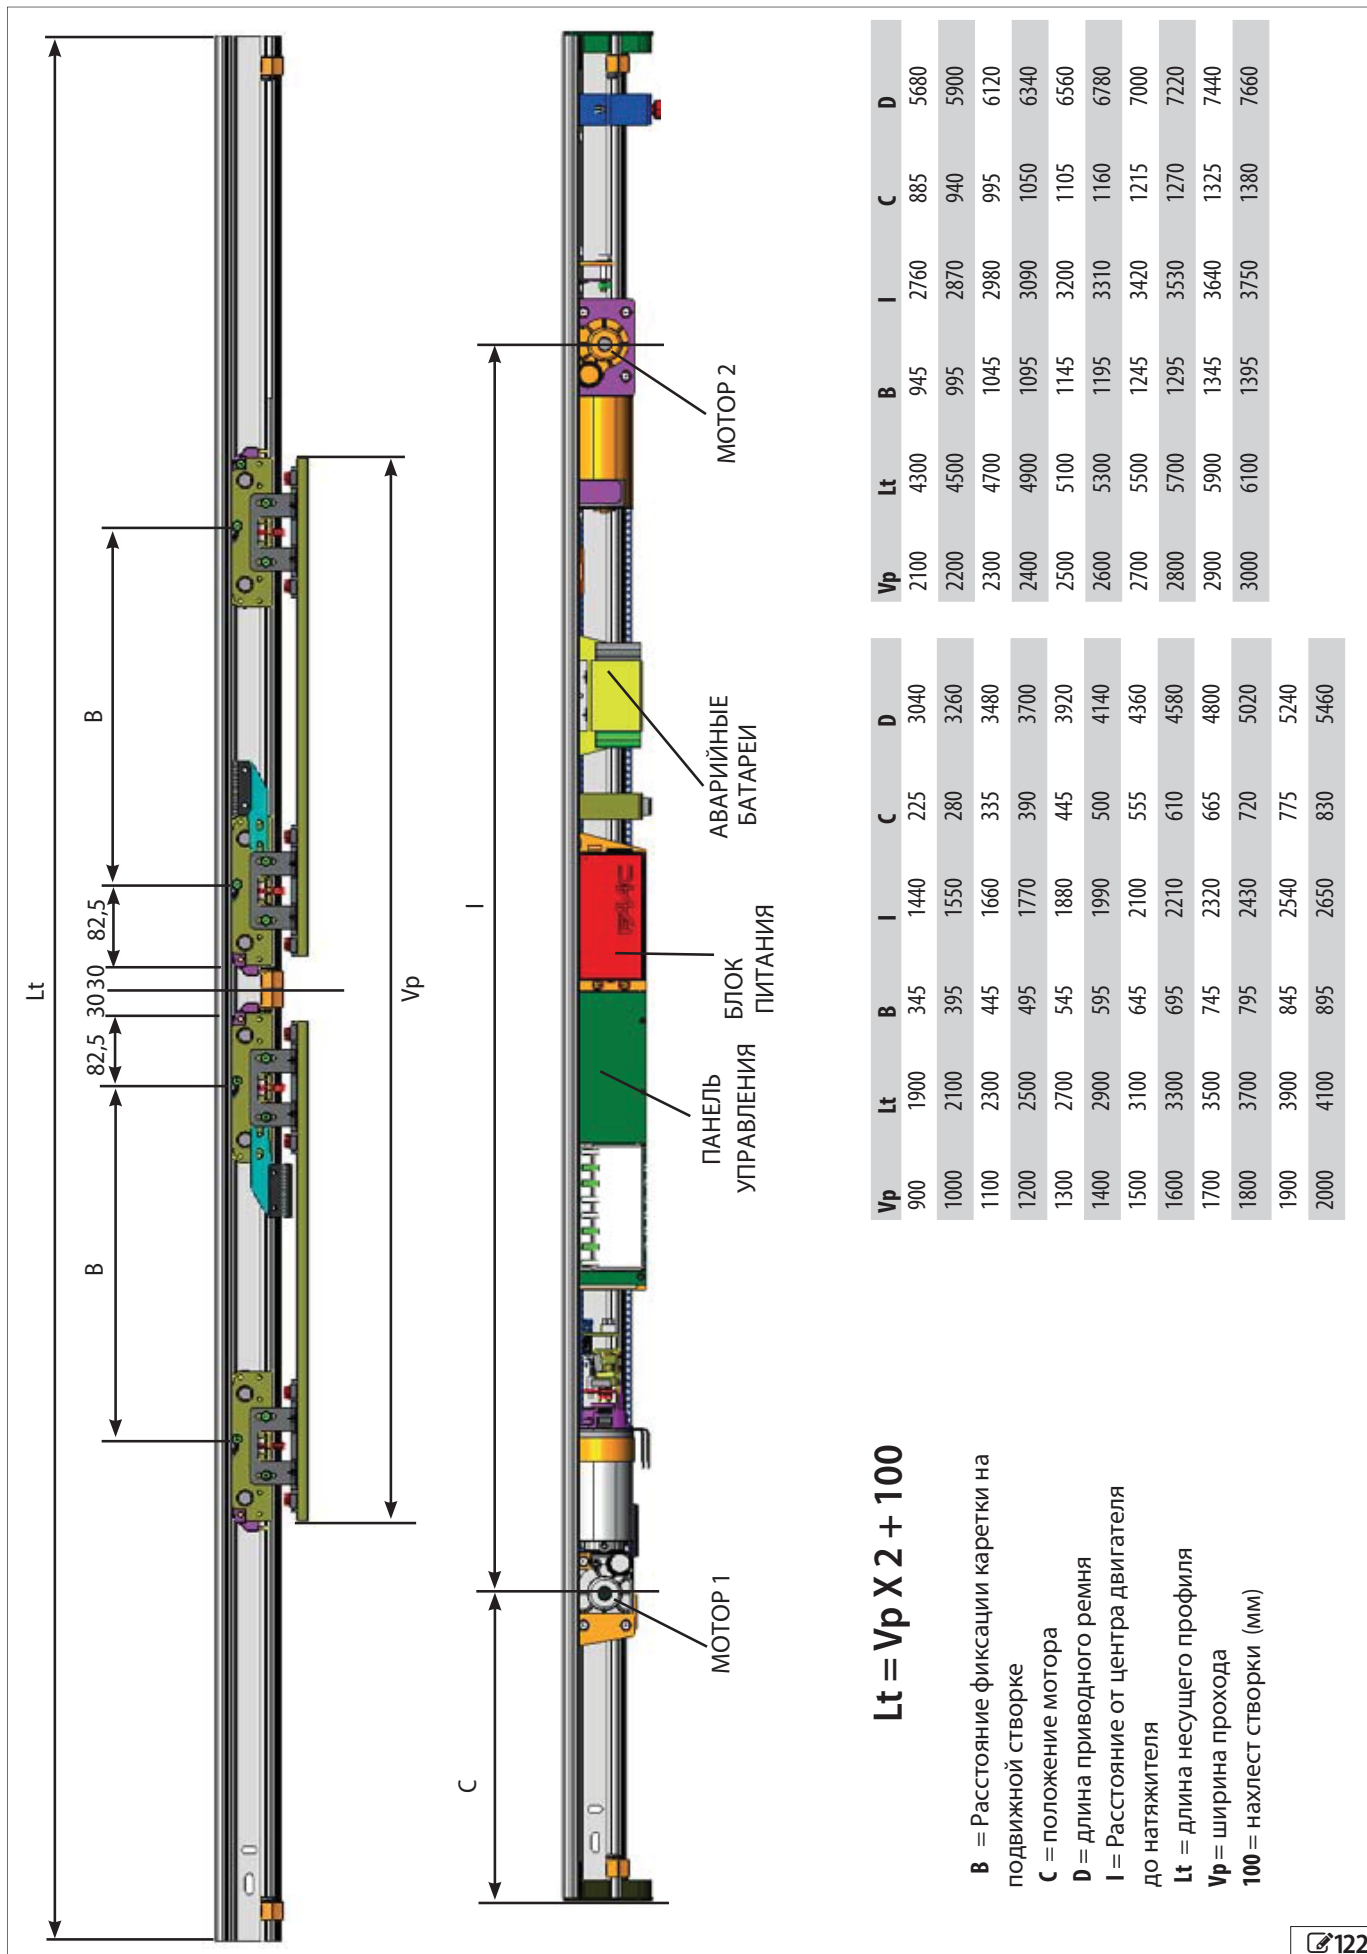 Lt
B
82,5
30
30
82,5
B
Vp
C
I
FAAC
МОТОР 1
ПАНЕЛЬ
УПРАВЛЕНИЯ
БЛОК
ПИТАНИЯ
АВАРИЙНЫЕ
БАТАРЕИ
МОТОР 2
Lt = Vp X 2 + 100
B = Расстояние фиксации каретки на
подвижной створке
C = положение мотора
D = длина приводного ремня
I = Расстояние от центра двигателя
до натяжителя
Lt = длина несущего профиля
Vp = ширина прохода
100 = нахлест створки (мм)
Vp Lt B I C D
900 1900 345 1440 225 3040
1000 2100 395 1550 280 3260
1100 2300 445 1660 335 3480
1200 2500 495 1770 390 3700
1300 2700 545 1880 445 3920
1400 2900 595 1990 500 4140
1500 3100 645 2100 555 4360
1600 3300 695 2210 610 4580
1700 3500 745 2320 665 4800
1800 3700 795 2430 720 5020
1900 3900 845 2540 775 5240
2000 4100 895 2650 830 5460
Vp Lt B I C D
2100 4300 945 2760 885 5680
2200 4500 995 2870 940 5900
2300 4700 1045 2980 995 6120
2400 4900 1095 3090 1050 6340
2500 5100 1145 3200 1105 6560
2600 5300 1195 3310 1160 6780
2700 5500 1245 3420 1215 7000
2800 5700 1295 3530 1270 7220
2900 5900 1345 3640 1325 7440
3000 6100 1395 3750 1380 7660
122